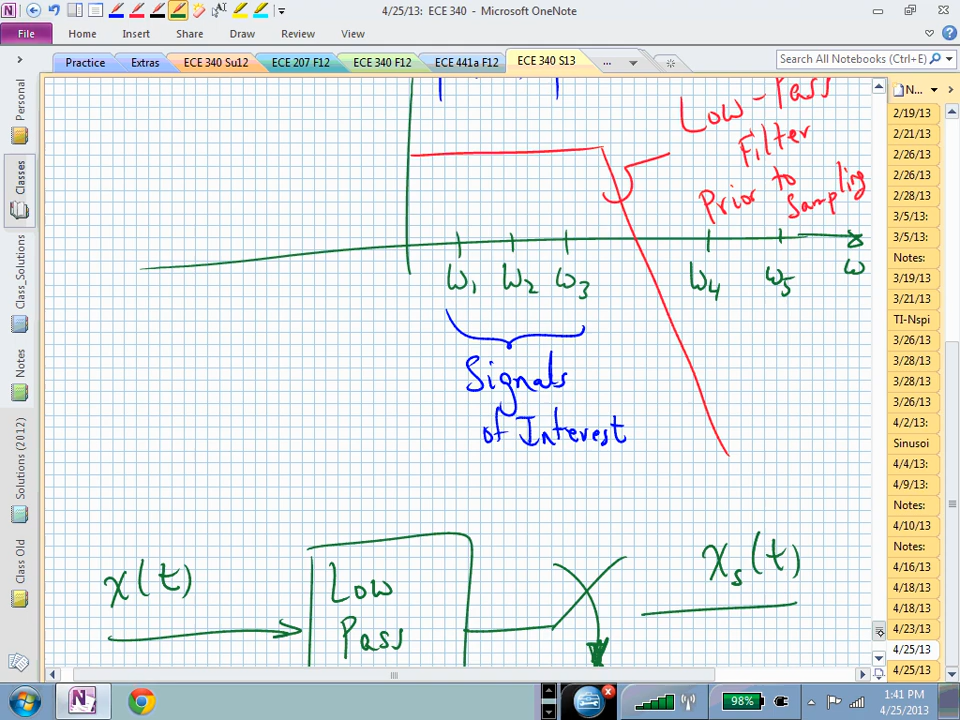 4/25/13: ECE 340 - Microsoft OneNote
File Home Insert Share Draw Review View
Practice Extras ECE 340 Su12 ECE 207 F12 ECE 340 F12 ECE 441a F12 ECE 340 S13 ...
Search All Notebooks (Ctrl+E)
N...
Personal
Classes
Class_Solutions
Notes
Solutions (2012)
Class Old
Low-Pass
Filter
Prior to
Sampling
ω1 ω2 ω3 ω4 ω5 ω
Signals
of Interest
x(t)
Low
Pass
xs(t)
2/19/13
2/21/13
2/26/13
2/26/13
2/28/13
3/5/13:
3/5/13:
Notes:
3/19/13
3/21/13
TI-Nspi
3/26/13
3/28/13
3/28/13
3/26/13
4/2/13:
Sinusoi
4/4/13:
4/9/13:
Notes:
4/10/13
Notes:
4/16/13
4/18/13
4/18/13
4/23/13
4/25/13
4/25/13
98%
1:41 PM
4/25/2013